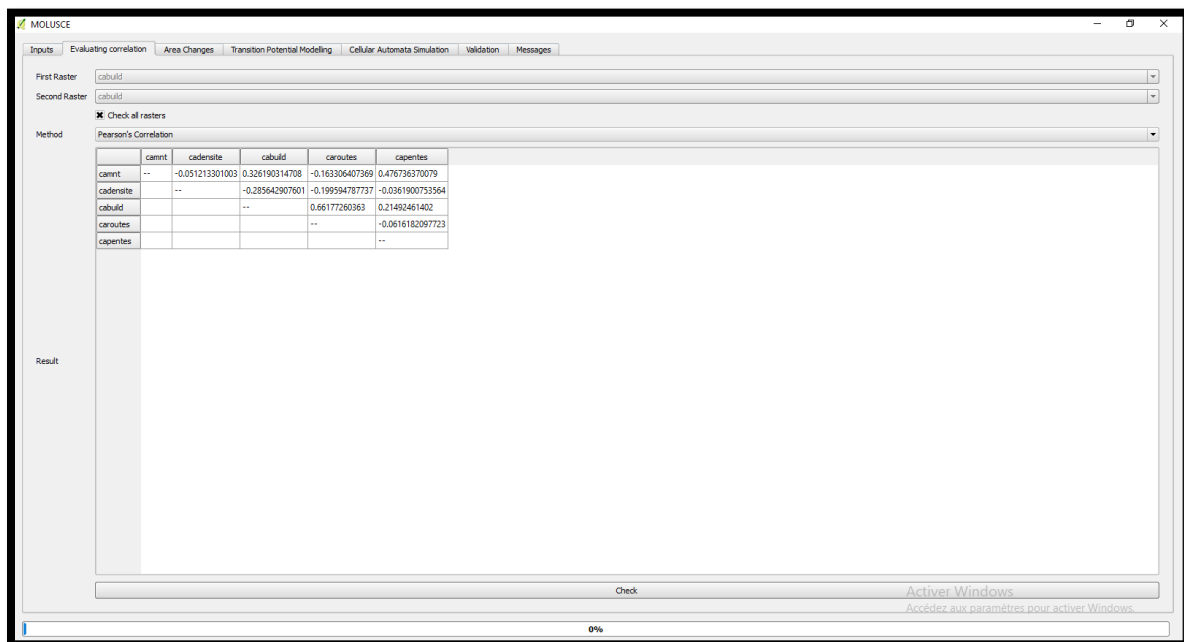 MOLUSCE
Inputs Evaluating correlation Area Changes Transition Potential Modelling Cellular Automata Simulation Validation Messages
First Raster cabuild
Second Raster cabuild
Check all rasters
Method Pearson's Correlation
camnt cadensite cabuild caroutes capentes
camnt -- -0.051213301003 0.326190314708 -0.163306407369 0.476736370079
cadensite -- -0.285642907601 -0.199594787737 -0.0361900753564
cabuild -- 0.66177260363 0.21492461402
caroutes -- -0.0616182097723
capentes --
Result
Check
Activer Windows
Accédez aux paramètres pour activer Windows.
0%